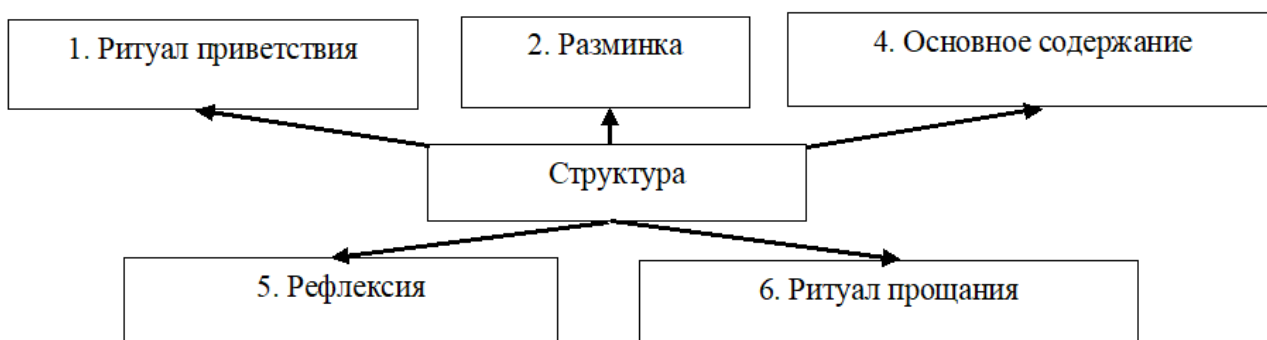 1. Ритуал приветствия
2. Разминка
4. Основное содержание
Структура
5. Рефлексия
6. Ритуал прощания